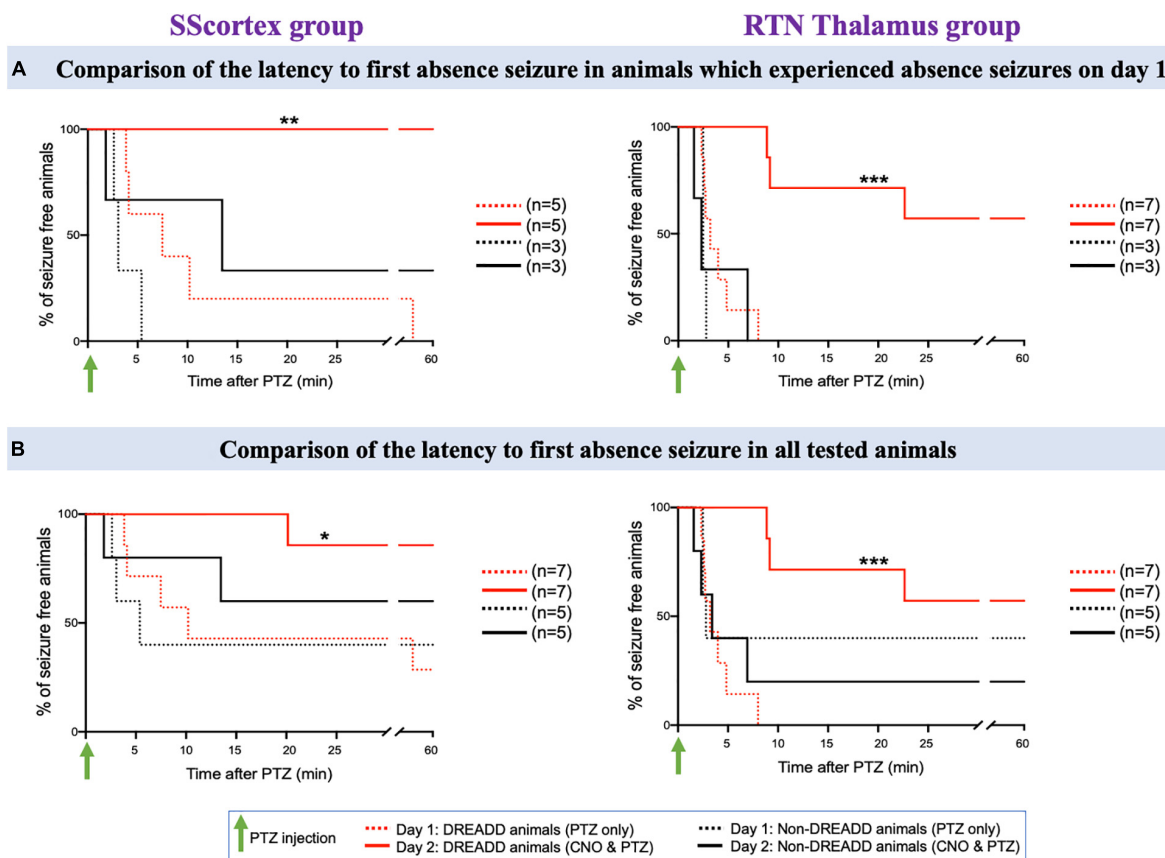 SScortex group
RTN Thalamus group
A Comparison of the latency to first absence seizure in animals which experienced absence seizures on day 1
% of seizure free animals
100
50
0
**
5 10 15 20 25 60
Time after PTZ (min)
(n=5)
(n=5)
(n=3)
(n=3)
% of seizure free animals
100
50
0
***
5 10 15 20 25 60
Time after PTZ (min)
(n=7)
(n=7)
(n=3)
(n=3)
B Comparison of the latency to first absence seizure in all tested animals
% of seizure free animals
100
50
0
*
5 10 15 20 25 60
Time after PTZ (min)
(n=7)
(n=7)
(n=5)
(n=5)
% of seizure free animals
100
50
0
***
5 10 15 20 25 60
Time after PTZ (min)
(n=7)
(n=7)
(n=5)
(n=5)
PTZ injection
Day 1: DREADD animals (PTZ only)
Day 2: DREADD animals (CNO & PTZ)
Day 1: Non-DREADD animals (PTZ only)
Day 2: Non-DREADD animals (CNO & PTZ)